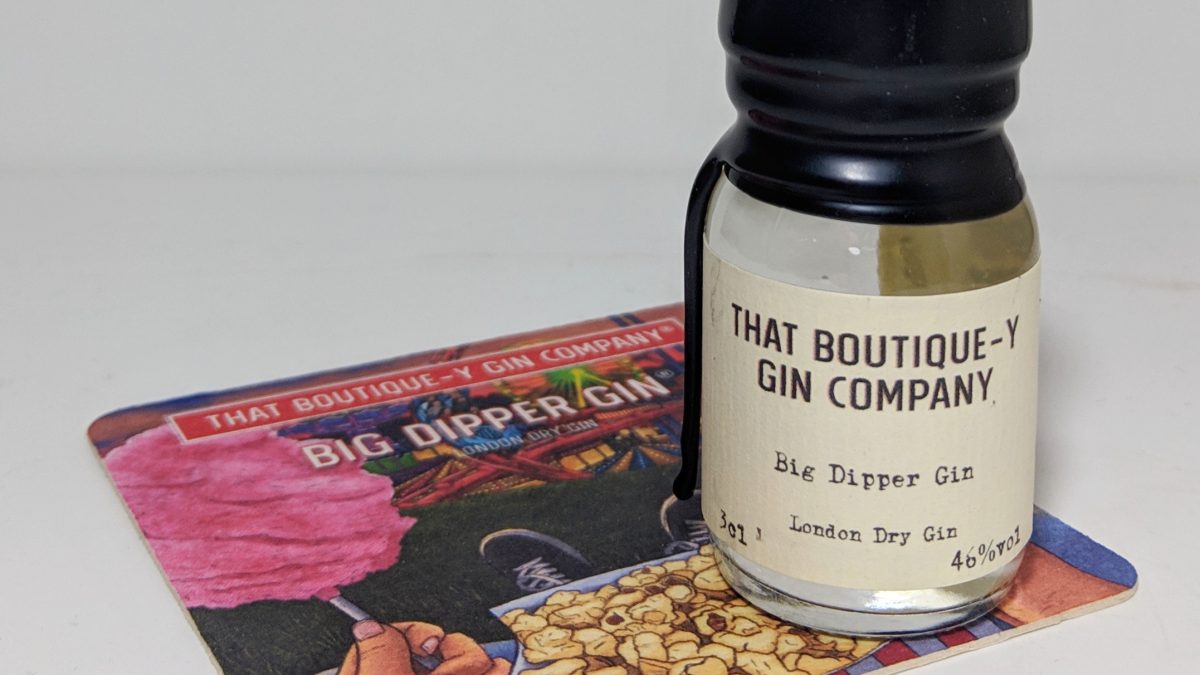 THAT BOUTIQUE-Y GIN COMPANY®
BIG DIPPER GIN®
LONDON DRY GIN
THAT BOUTIQUE-Y
GIN COMPANY
Big Dipper Gin
London Dry Gin
3cl
46%vol